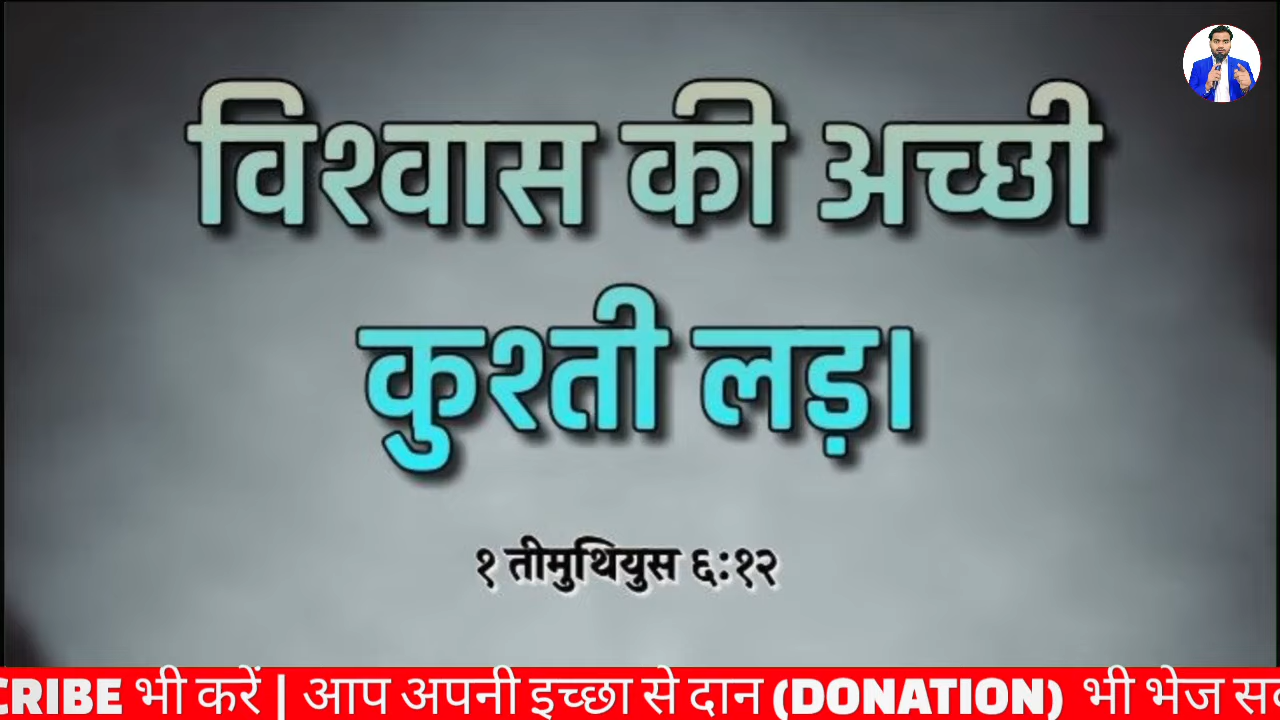 विश्वास की अच्छी
कुश्ती लड़।
१ तीमुथियुस ६:१२
CRIBE भी करें | आप अपनी इच्छा से दान (DONATION) भी भेज